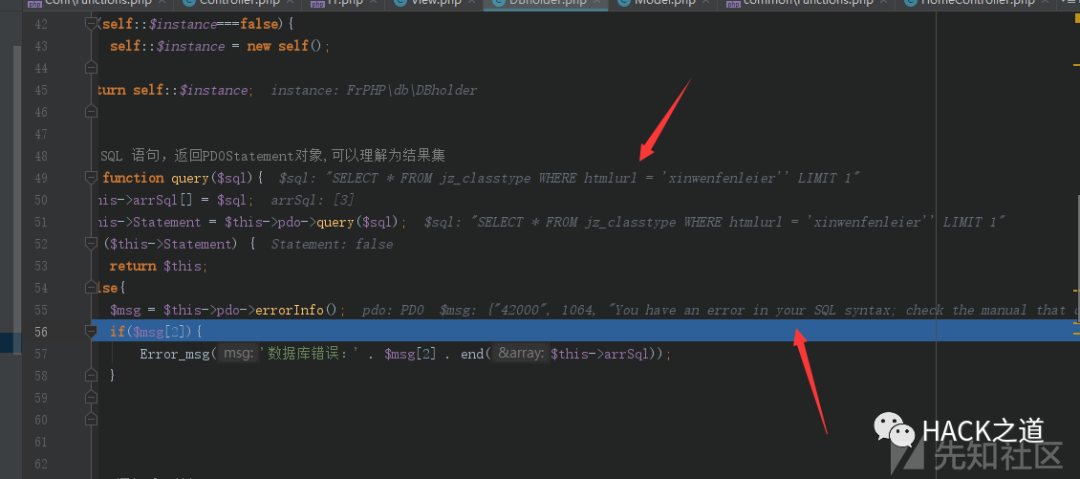 Conf\Functions.php Controller.php Fr.php View.php DBholder.php Model.php common\Functions.php HomeController.php
42 (self::$instance===false){
43 self::$instance = new self();
44
45 turn self::$instance; instance: FrPHP\db\DBholder
46
47
48 SQL 语句，返回PDOStatement对象,可以理解为结果集
49 function query($sql){ $sql: "SELECT * FROM jz_classtype WHERE htmlurl = 'xinwenfenleier'' LIMIT 1"
50 his->arrSql[] = $sql; arrSql: [3]
51 his->Statement = $this->pdo->query($sql); $sql: "SELECT * FROM jz_classtype WHERE htmlurl = 'xinwenfenleier'' LIMIT 1"
52 ($this->Statement) { Statement: false
53 return $this;
54 lse{
55 $msg = $this->pdo->errorInfo(); pdo: PDO $msg: {"42000", 1064, "You have an error in your SQL syntax; check the manual that
56 if($msg[2]){
57 Error_msg( msg: '数据库错误：' . $msg[2] . end( &array: $this->arrSql));
58 }
59
60
61
62
HACK之道
先知社区